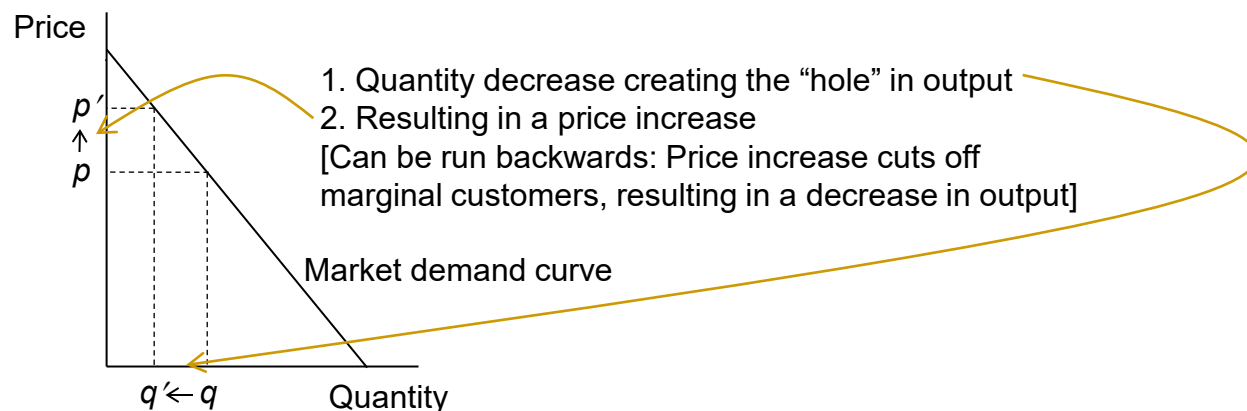 Price
1. Quantity decrease creating the “hole” in output
p′
2. Resulting in a price increase
[Can be run backwards: Price increase cuts off
p
marginal customers, resulting in a decrease in output]
Market demand curve
q′ ← q
Quantity